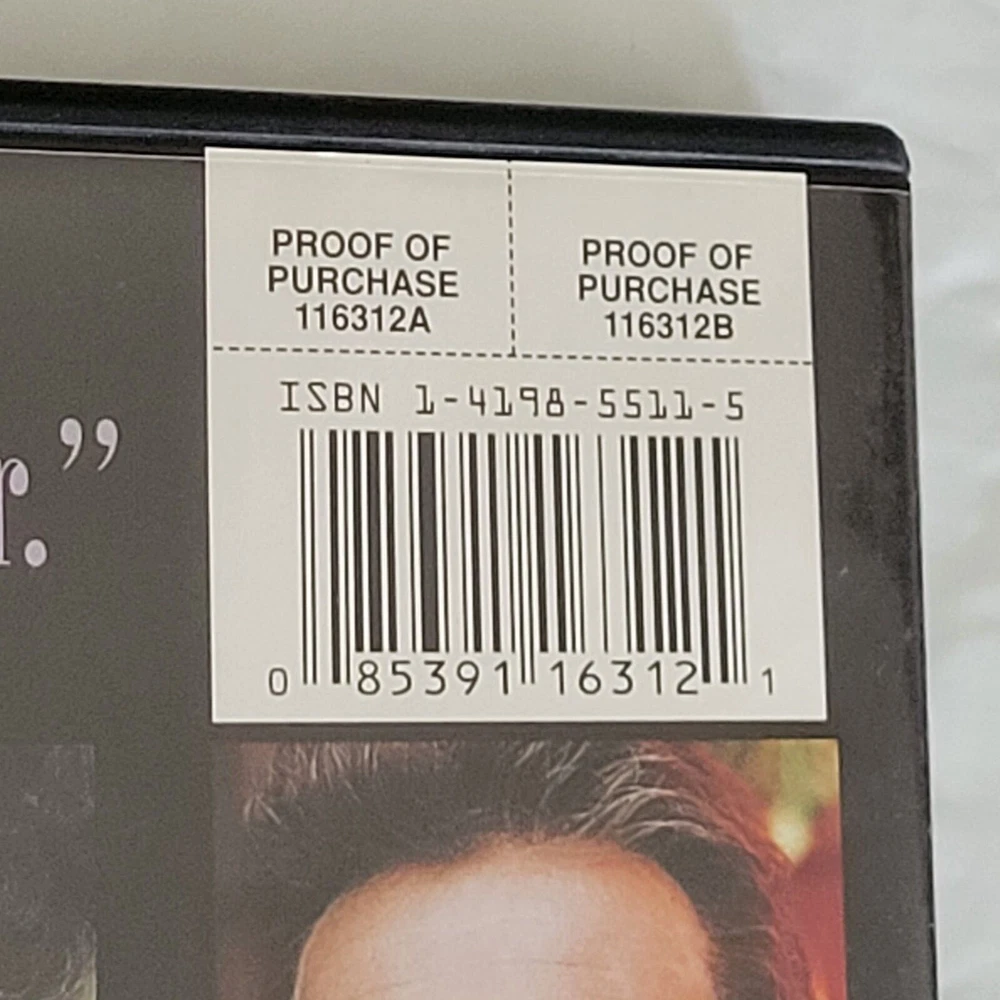 PROOF OF
PURCHASE
116312A
PROOF OF
PURCHASE
116312B
ISBN 1-4198-5511-5
0 85391 16312 1
r.”